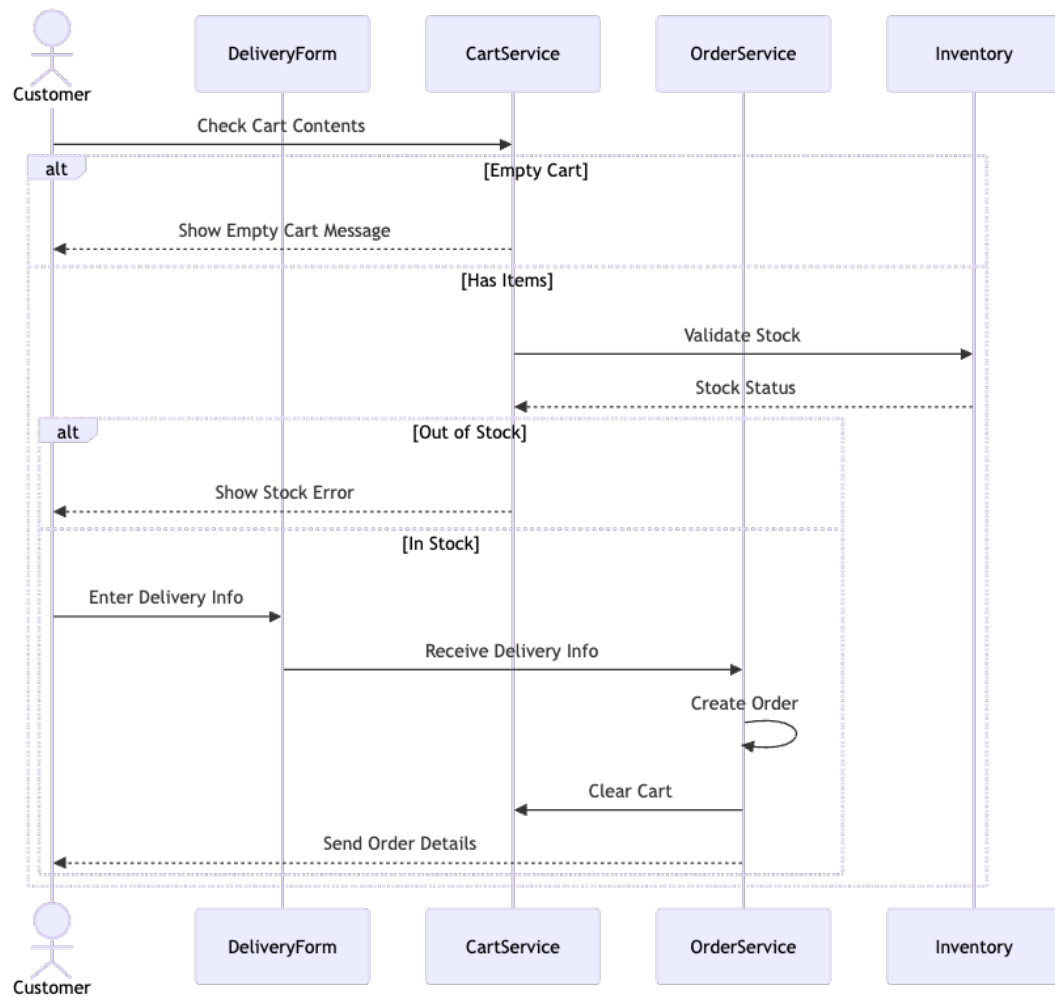 DeliveryForm
CartService
OrderService
Inventory
Customer
Check Cart Contents
alt
[Empty Cart]
Show Empty Cart Message
[Has Items]
Validate Stock
Stock Status
alt
[Out of Stock]
Show Stock Error
[In Stock]
Enter Delivery Info
Receive Delivery Info
Create Order
Clear Cart
Send Order Details
DeliveryForm
CartService
OrderService
Inventory
Customer